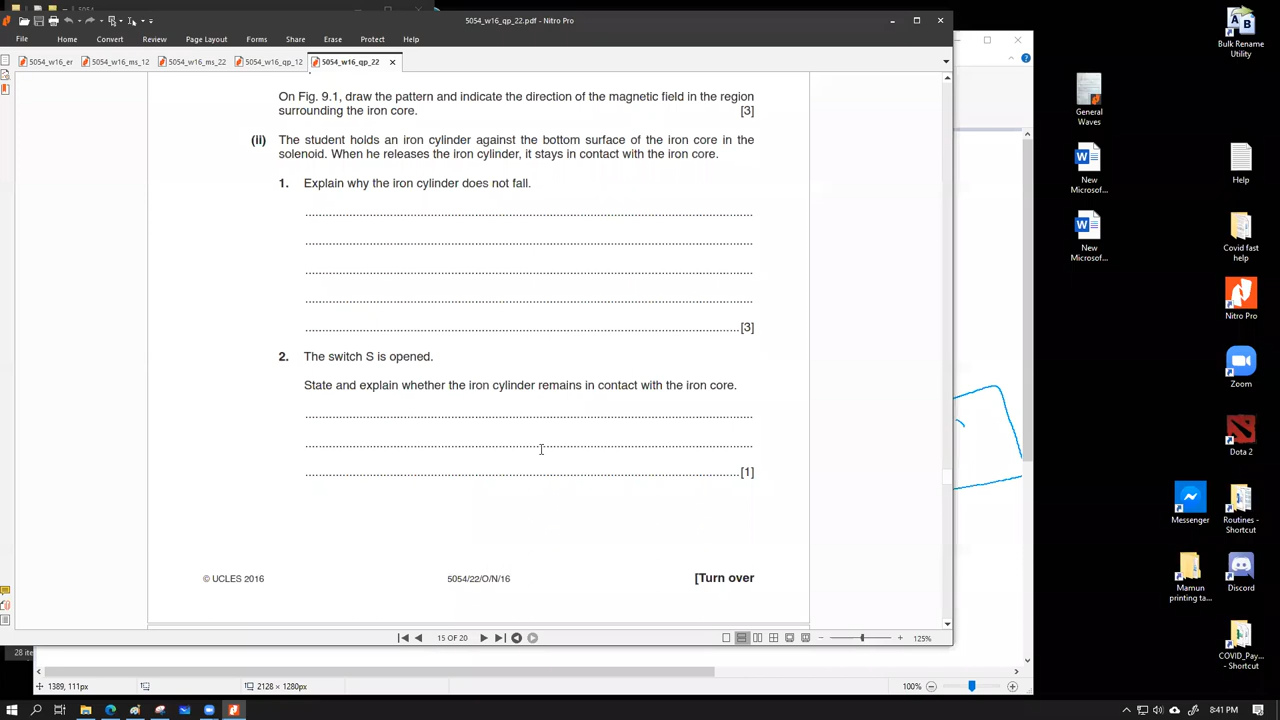 5054_w16_qp_22.pdf - Nitro Pro
File Home Convert Review Page Layout Forms Share Erase Protect Help
5054_w16_er 5054_w16_ms_12 5054_w16_ms_22 5054_w16_qp_12 5054_w16_qp_22
On Fig. 9.1, draw the pattern and indicate the direction of the magnetic field in the region
surrounding the iron core. [3]
(ii) The student holds an iron cylinder against the bottom surface of the iron core in the
solenoid. When he releases the iron cylinder, it stays in contact with the iron core.
1. Explain why the iron cylinder does not fall.
[3]
2. The switch S is opened.
State and explain whether the iron cylinder remains in contact with the iron core.
[1]
© UCLES 2016 5054/22/O/N/16 [Turn over
15 OF 20 125%
28 ite
1389, 111px 2128 × 1280px 100%
Bulk Rename
Utility
General
Waves
New
Microsof...
Help
New
Microsof...
Covid fast
help
Nitro Pro
Zoom
Dota 2
Messenger
Routines -
Shortcut
Mamun
printing ta...
Discord
COVID_Pay...
- Shortcut
8:41 PM